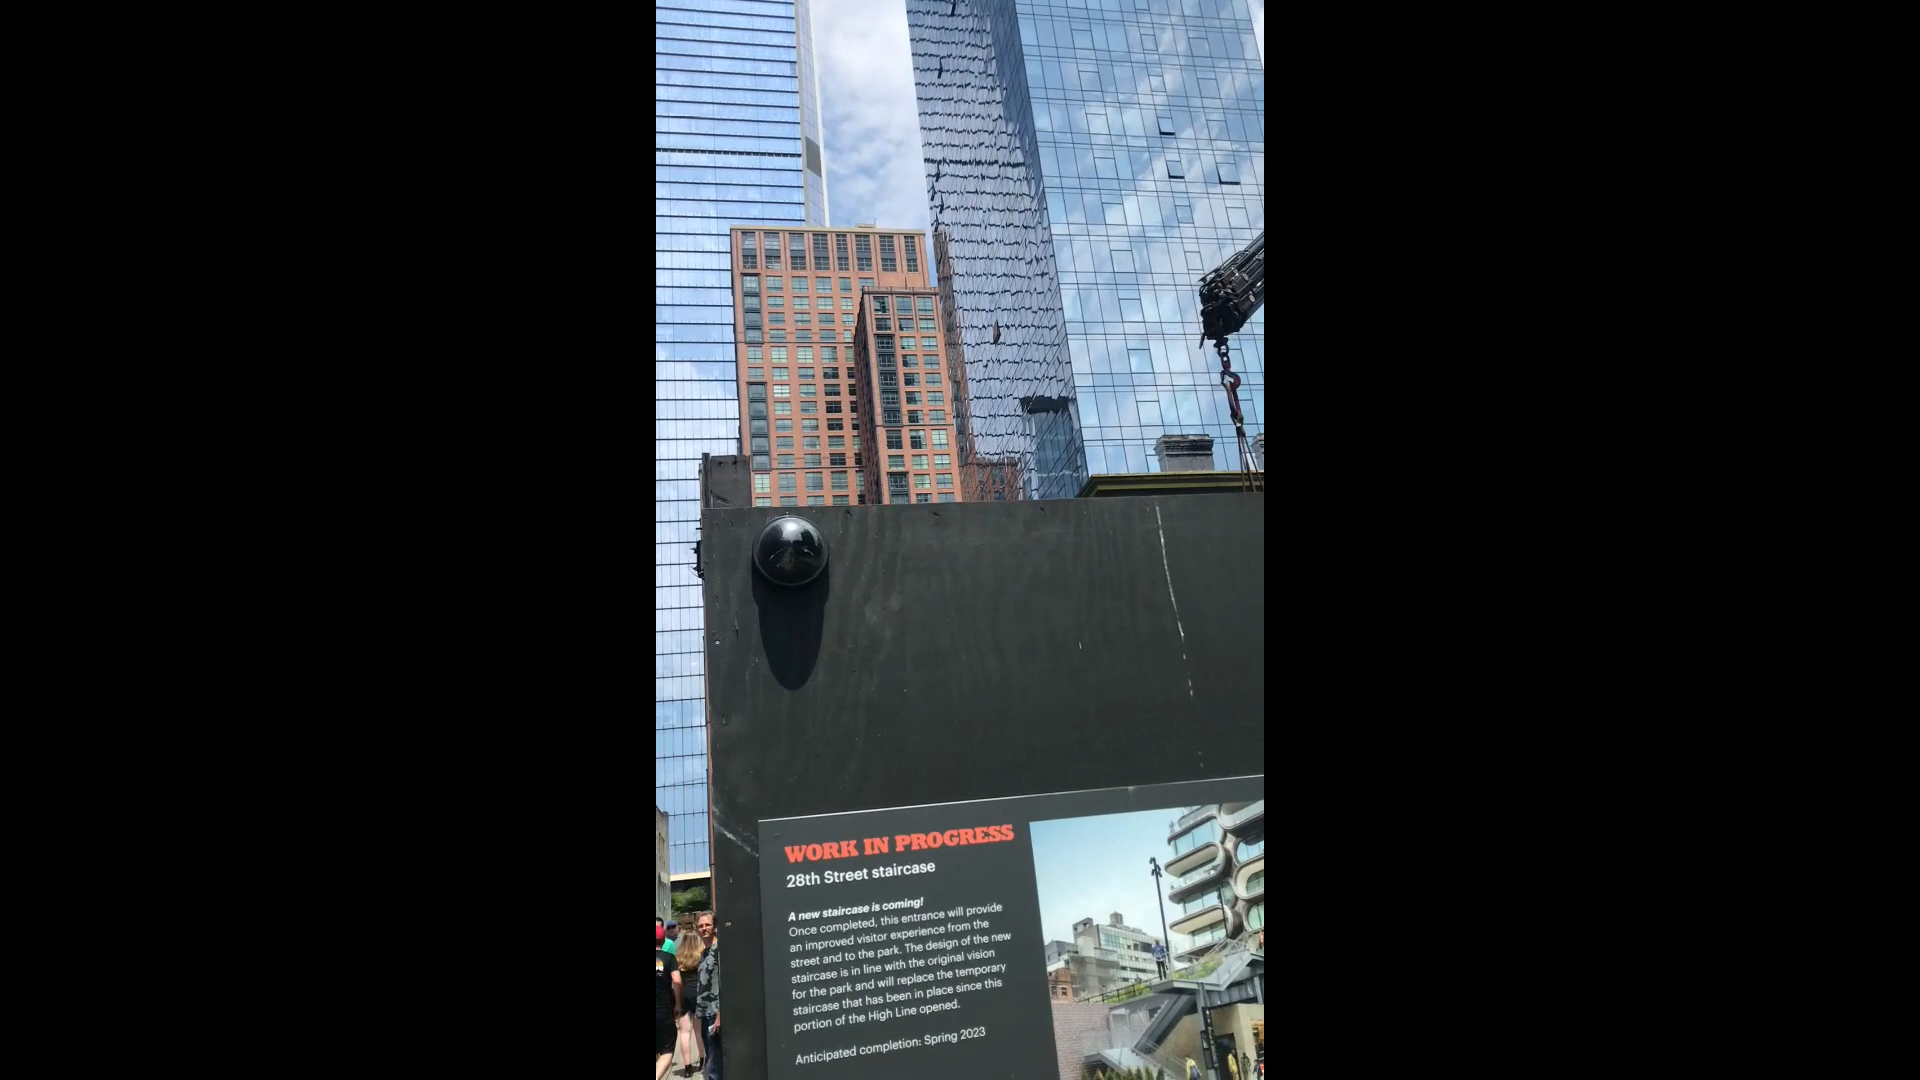 WORK IN PROGRESS
28th Street staircase
A new staircase is coming!
Once completed, this entrance will provide
an improved visitor experience from the
street and to the park. The design of the new
staircase is in line with the original vision
for the park and will replace the temporary
staircase that has been in place since this
portion of the High Line opened.
Anticipated completion: Spring 2023